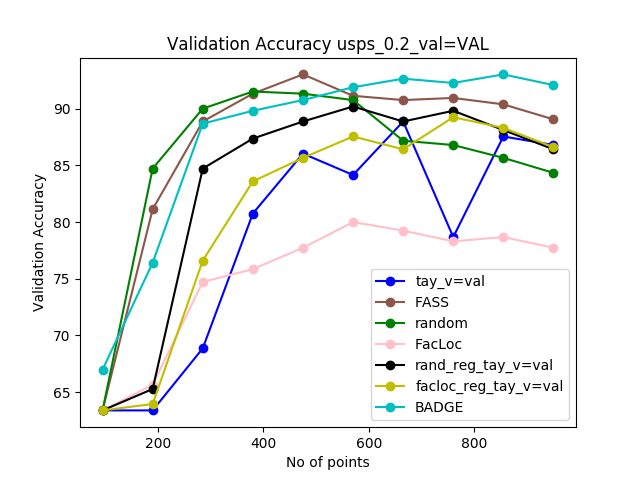 Validation Accuracy usps_0.2_val=VAL
Validation Accuracy
90
85
80
75
70
65
200 400 600 800
No of points
tay_v=val
FASS
random
FacLoc
rand_reg_tay_v=val
facloc_reg_tay_v=val
BADGE